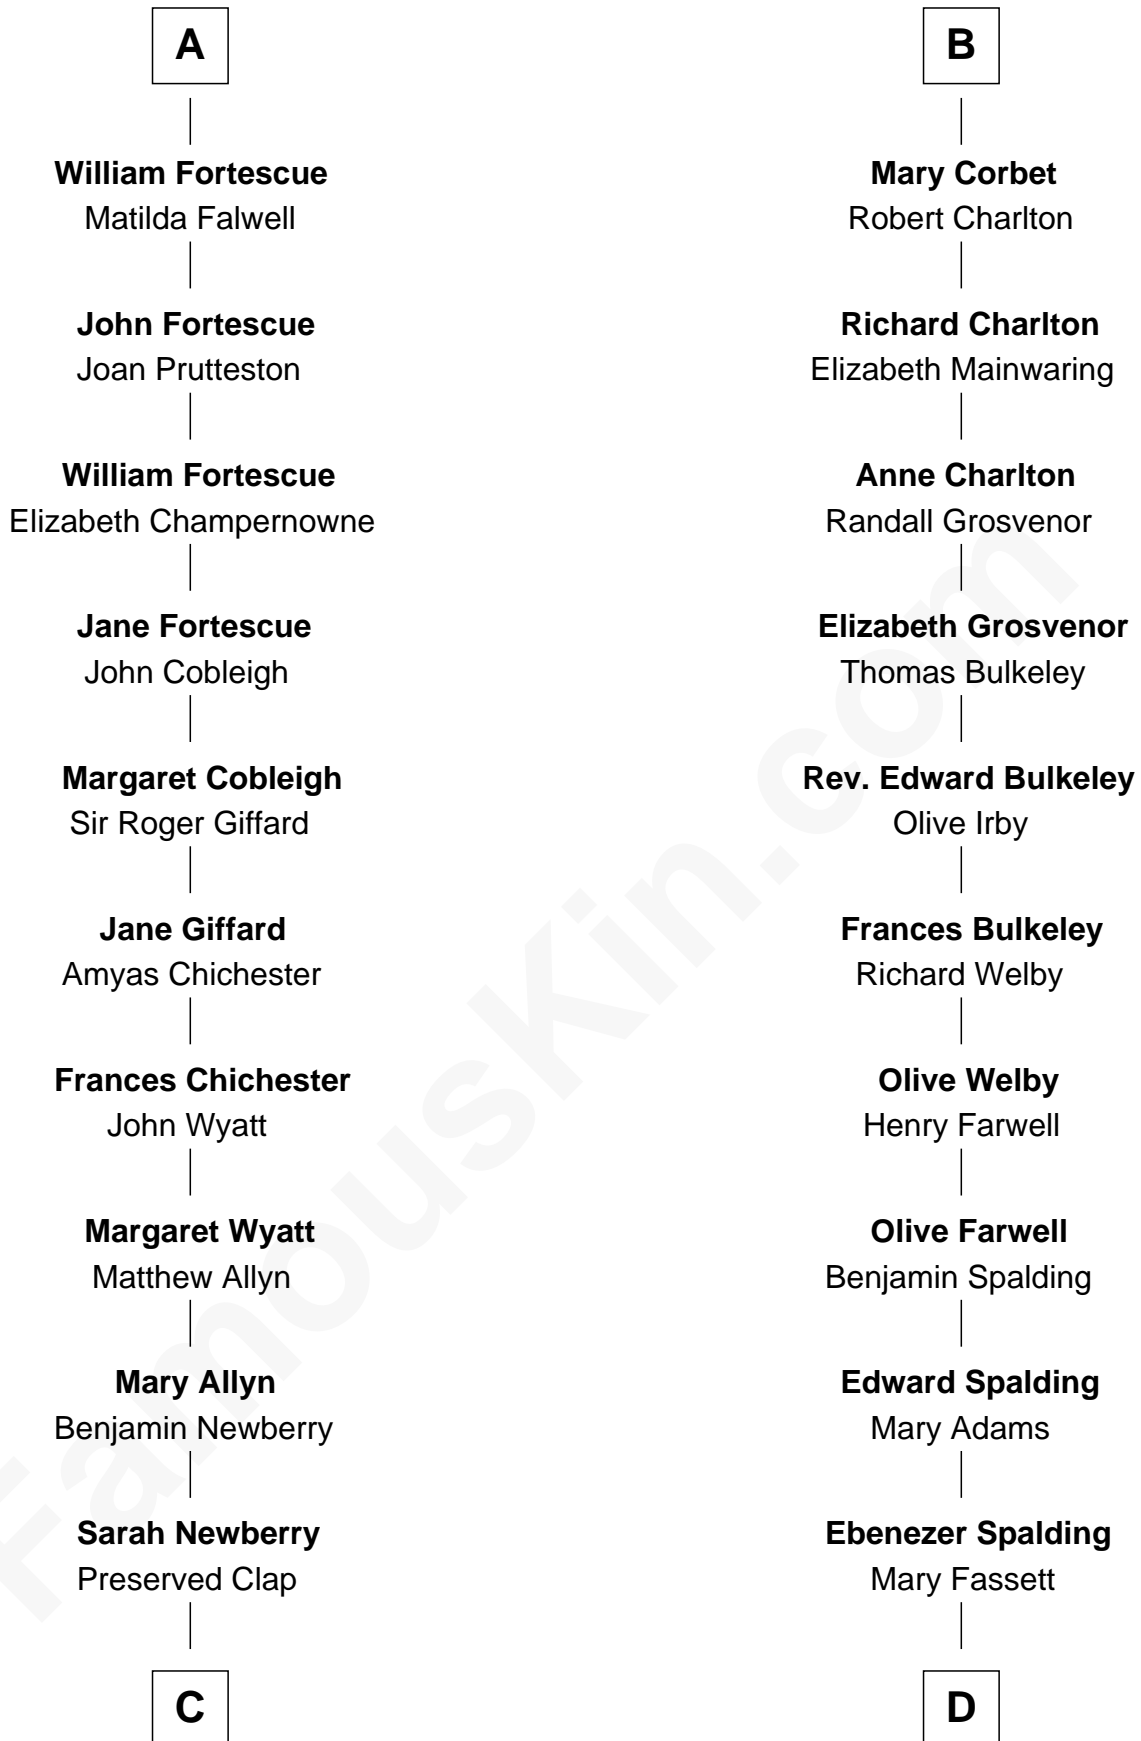 A
William Fortescue
Matilda Falwell
John Fortescue
Joan Prutteston
William Fortescue
Elizabeth Champernowne
Jane Fortescue
John Cobleigh
Margaret Cobleigh
Sir Roger Giffard
Jane Giffard
Amyas Chichester
Frances Chichester
John Wyatt
Margaret Wyatt
Matthew Allyn
Mary Allyn
Benjamin Newberry
Sarah Newberry
Preserved Clap
C
B
Mary Corbet
Robert Charlton
Richard Charlton
Elizabeth Mainwaring
Anne Charlton
Randall Grosvenor
Elizabeth Grosvenor
Thomas Bulkeley
Rev. Edward Bulkeley
Olive Irby
Frances Bulkeley
Richard Welby
Olive Welby
Henry Farwell
Olive Farwell
Benjamin Spalding
Edward Spalding
Mary Adams
Ebenezer Spalding
Mary Fassett
D
FamousKin.com